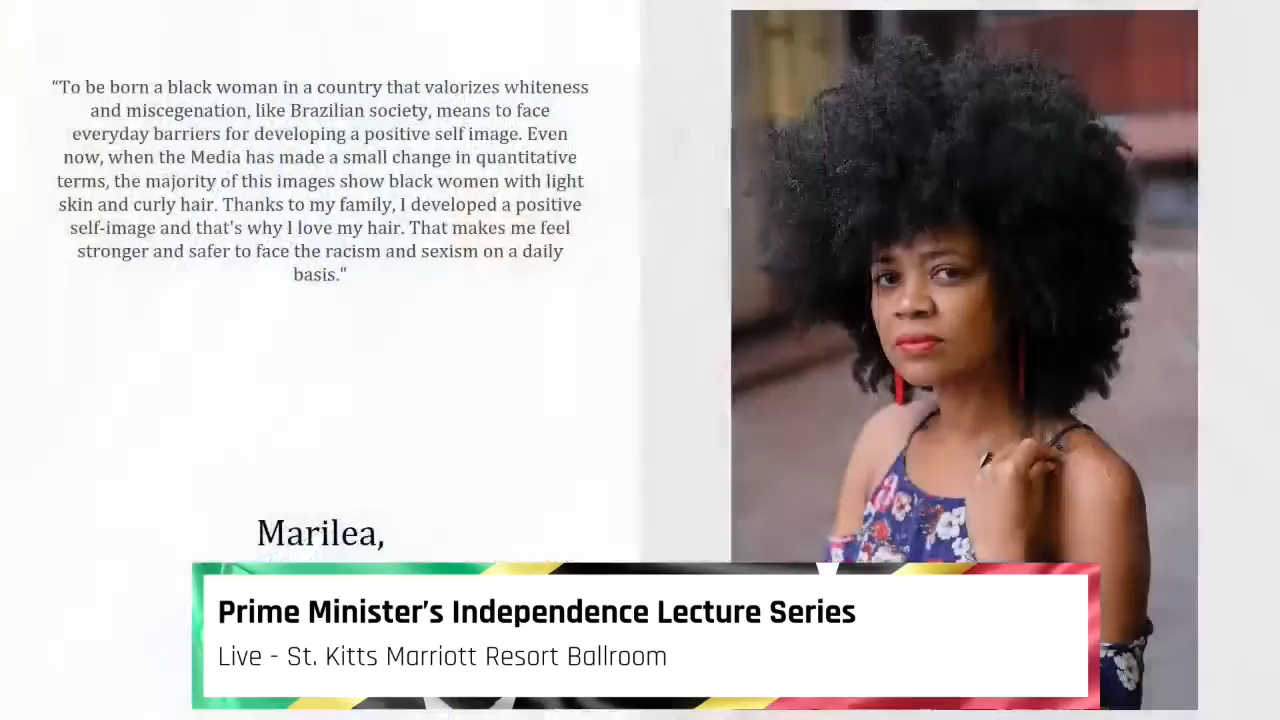 “To be born a black woman in a country that valorizes whiteness
and miscegenation, like Brazilian society, means to face
everyday barriers for developing a positive self image. Even
now, when the Media has made a small change in quantitative
terms, the majority of this images show black women with light
skin and curly hair. Thanks to my family, I developed a positive
self-image and that's why I love my hair. That makes me feel
stronger and safer to face the racism and sexism on a daily
basis."
Marilea,
Prime Minister’s Independence Lecture Series
Live - St. Kitts Marriott Resort Ballroom